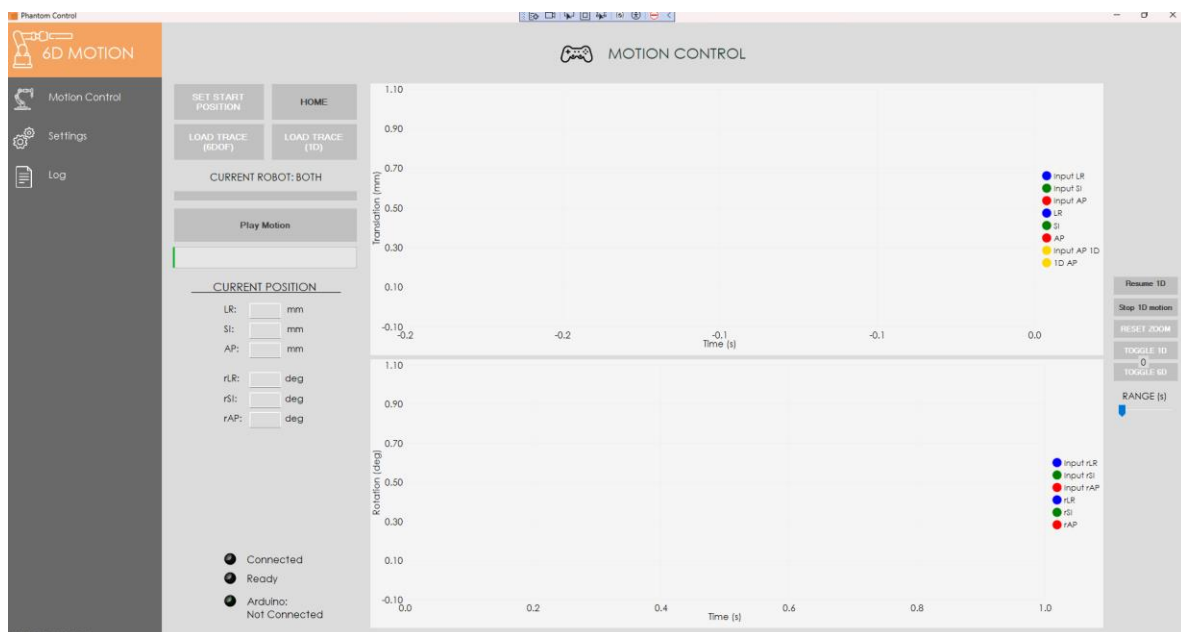 Phantom Control
6D MOTION
MOTION CONTROL
Motion Control
Settings
Log
SET START
POSITION
HOME
LOAD TRACE
(6DOF)
LOAD TRACE
(1D)
CURRENT ROBOT: BOTH
Play Motion
CURRENT POSITION
LR: mm
SI: mm
AP: mm
rLR: deg
rSI: deg
rAP: deg
Connected
Ready
Arduino:
Not Connected
Translation (mm)
1.10
0.90
0.70
0.50
0.30
0.10
-0.10
-0.2 -0.2 -0.1 -0.1 0.0
Time (s)
Input LR
Input SI
Input AP
LR
SI
AP
Input AP 1D
1D AP
Rotation (deg)
1.10
0.90
0.70
0.50
0.30
0.10
-0.10
0.0 0.2 0.4 0.6 0.8 1.0
Time (s)
Input rLR
Input rSI
Input rAP
rLR
rSI
rAP
Resume 1D
Stop 1D motion
RESET ZOOM
TOGGLE 1D
0
TOGGLE 6D
RANGE (s)